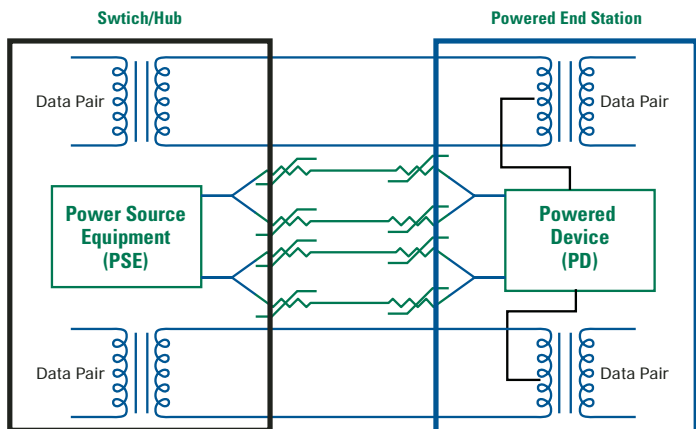 Swtich/Hub
Powered End Station
Data Pair
Data Pair
Power Source
Equipment
(PSE)
Powered
Device
(PD)
Data Pair
Data Pair